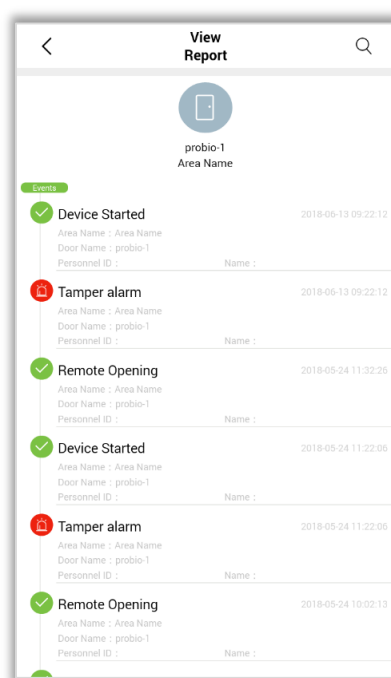 View
Report
probio-1
Area Name
Events
Device Started 2018-06-13 09:22:12
Area Name : Area Name
Door Name : probio-1
Personnel ID : Name :
Tamper alarm 2018-06-13 09:22:12
Area Name : Area Name
Door Name : probio-1
Personnel ID : Name :
Remote Opening 2018-05-24 11:32:26
Area Name : Area Name
Door Name : probio-1
Personnel ID : Name :
Device Started 2018-05-24 11:22:06
Area Name : Area Name
Door Name : probio-1
Personnel ID : Name :
Tamper alarm 2018-05-24 11:22:06
Area Name : Area Name
Door Name : probio-1
Personnel ID : Name :
Remote Opening 2018-05-24 10:02:13
Area Name : Area Name
Door Name : probio-1
Personnel ID : Name :